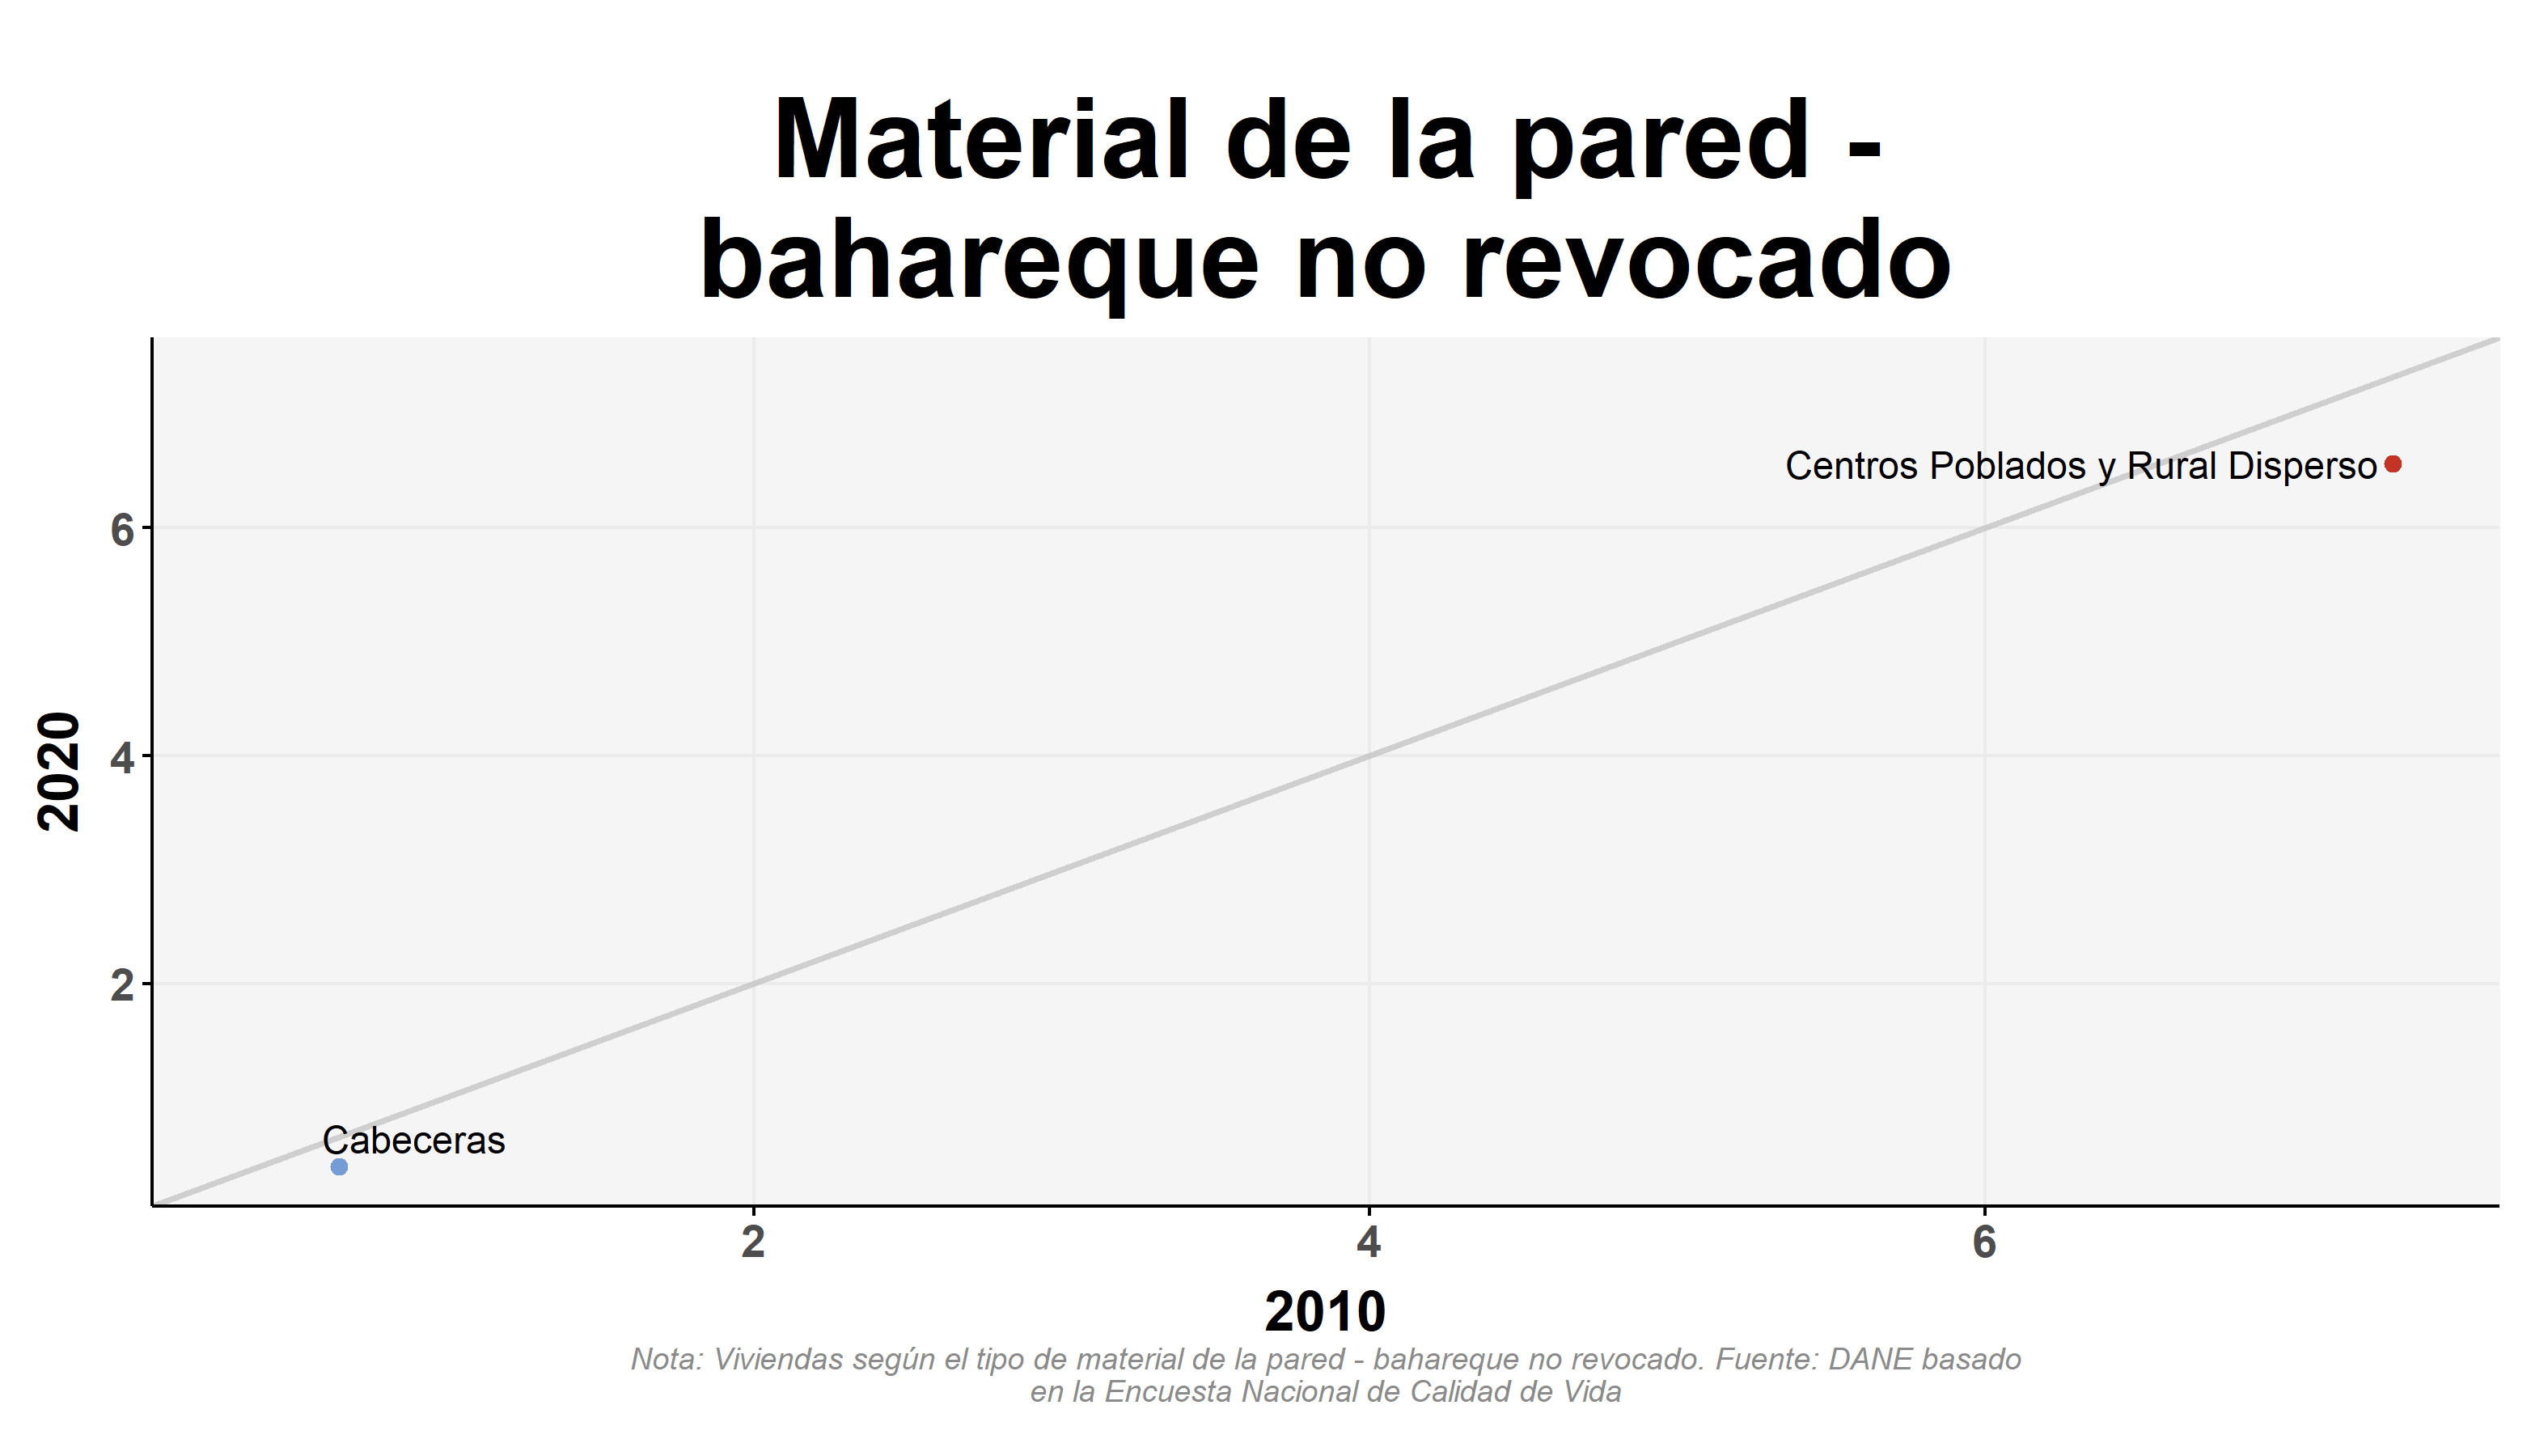 Material de la pared -
bahareque no revocado
Centros Poblados y Rural Disperso
6
4
2
2020
Cabeceras
2
4
6
2010
Nota: Viviendas según el tipo de material de la pared - bahareque no revocado. Fuente: DANE basado
en la Encuesta Nacional de Calidad de Vida